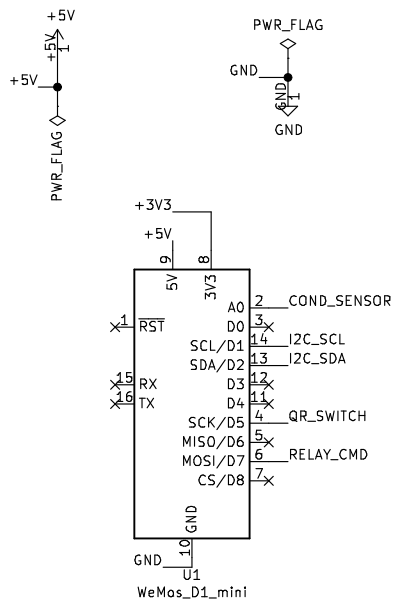 +5V
+5V
1
+5V
PWR_FLAG
PWR_FLAG
GND
GND
1
GND
+3V3
+5V
9
8
5V
3V3
A0
2
COND_SENSOR
1
RST
D0
3
SCL/D1
14
I2C_SCL
SDA/D2
13
I2C_SDA
15
RX
D3
12
16
TX
D4
11
SCK/D5
4
QR_SWITCH
MISO/D6
5
MOSI/D7
6
RELAY_CMD
CS/D8
7
GND
10
GND
U1
WeMos_D1_mini